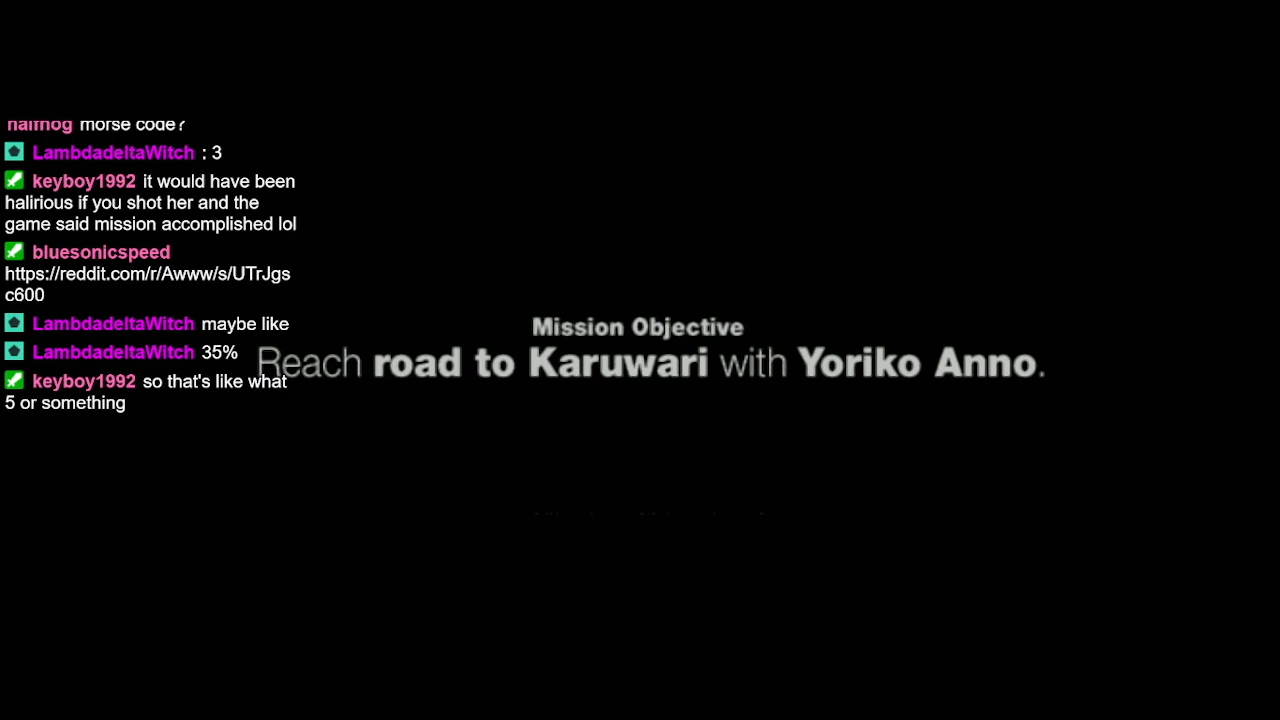 halfhog morse code?
LambdadeltaWitch : 3
keyboy1992 it would have been
halirious if you shot her and the
game said mission accomplished lol
bluesonicspeed
https://reddit.com/r/Awww/s/UTrJgs
c600
LambdadeltaWitch maybe like
LambdadeltaWitch 35%
keyboy1992 so that's like what
5 or something
Mission Objective
Reach road to Karuwari with Yoriko Anno.